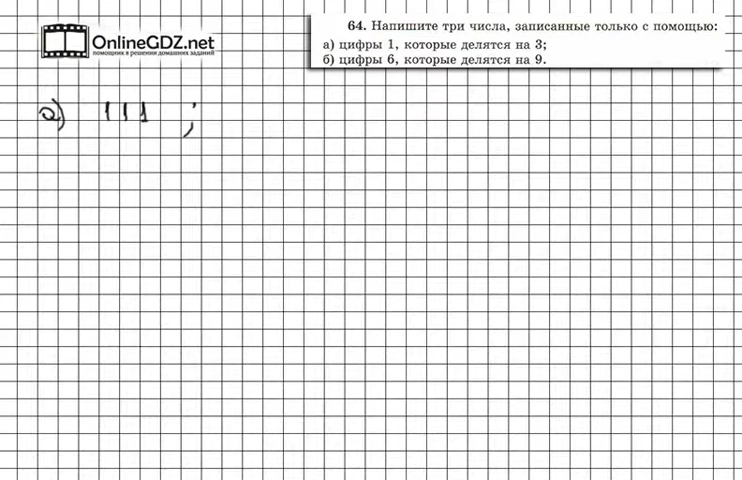 OnlineGDZ.net
помощник в решении домашних заданий
64. Напишите три числа, записанные только с помощью:
а) цифры 1, которые делятся на 3;
б) цифры 6, которые делятся на 9.
а) 111 ;